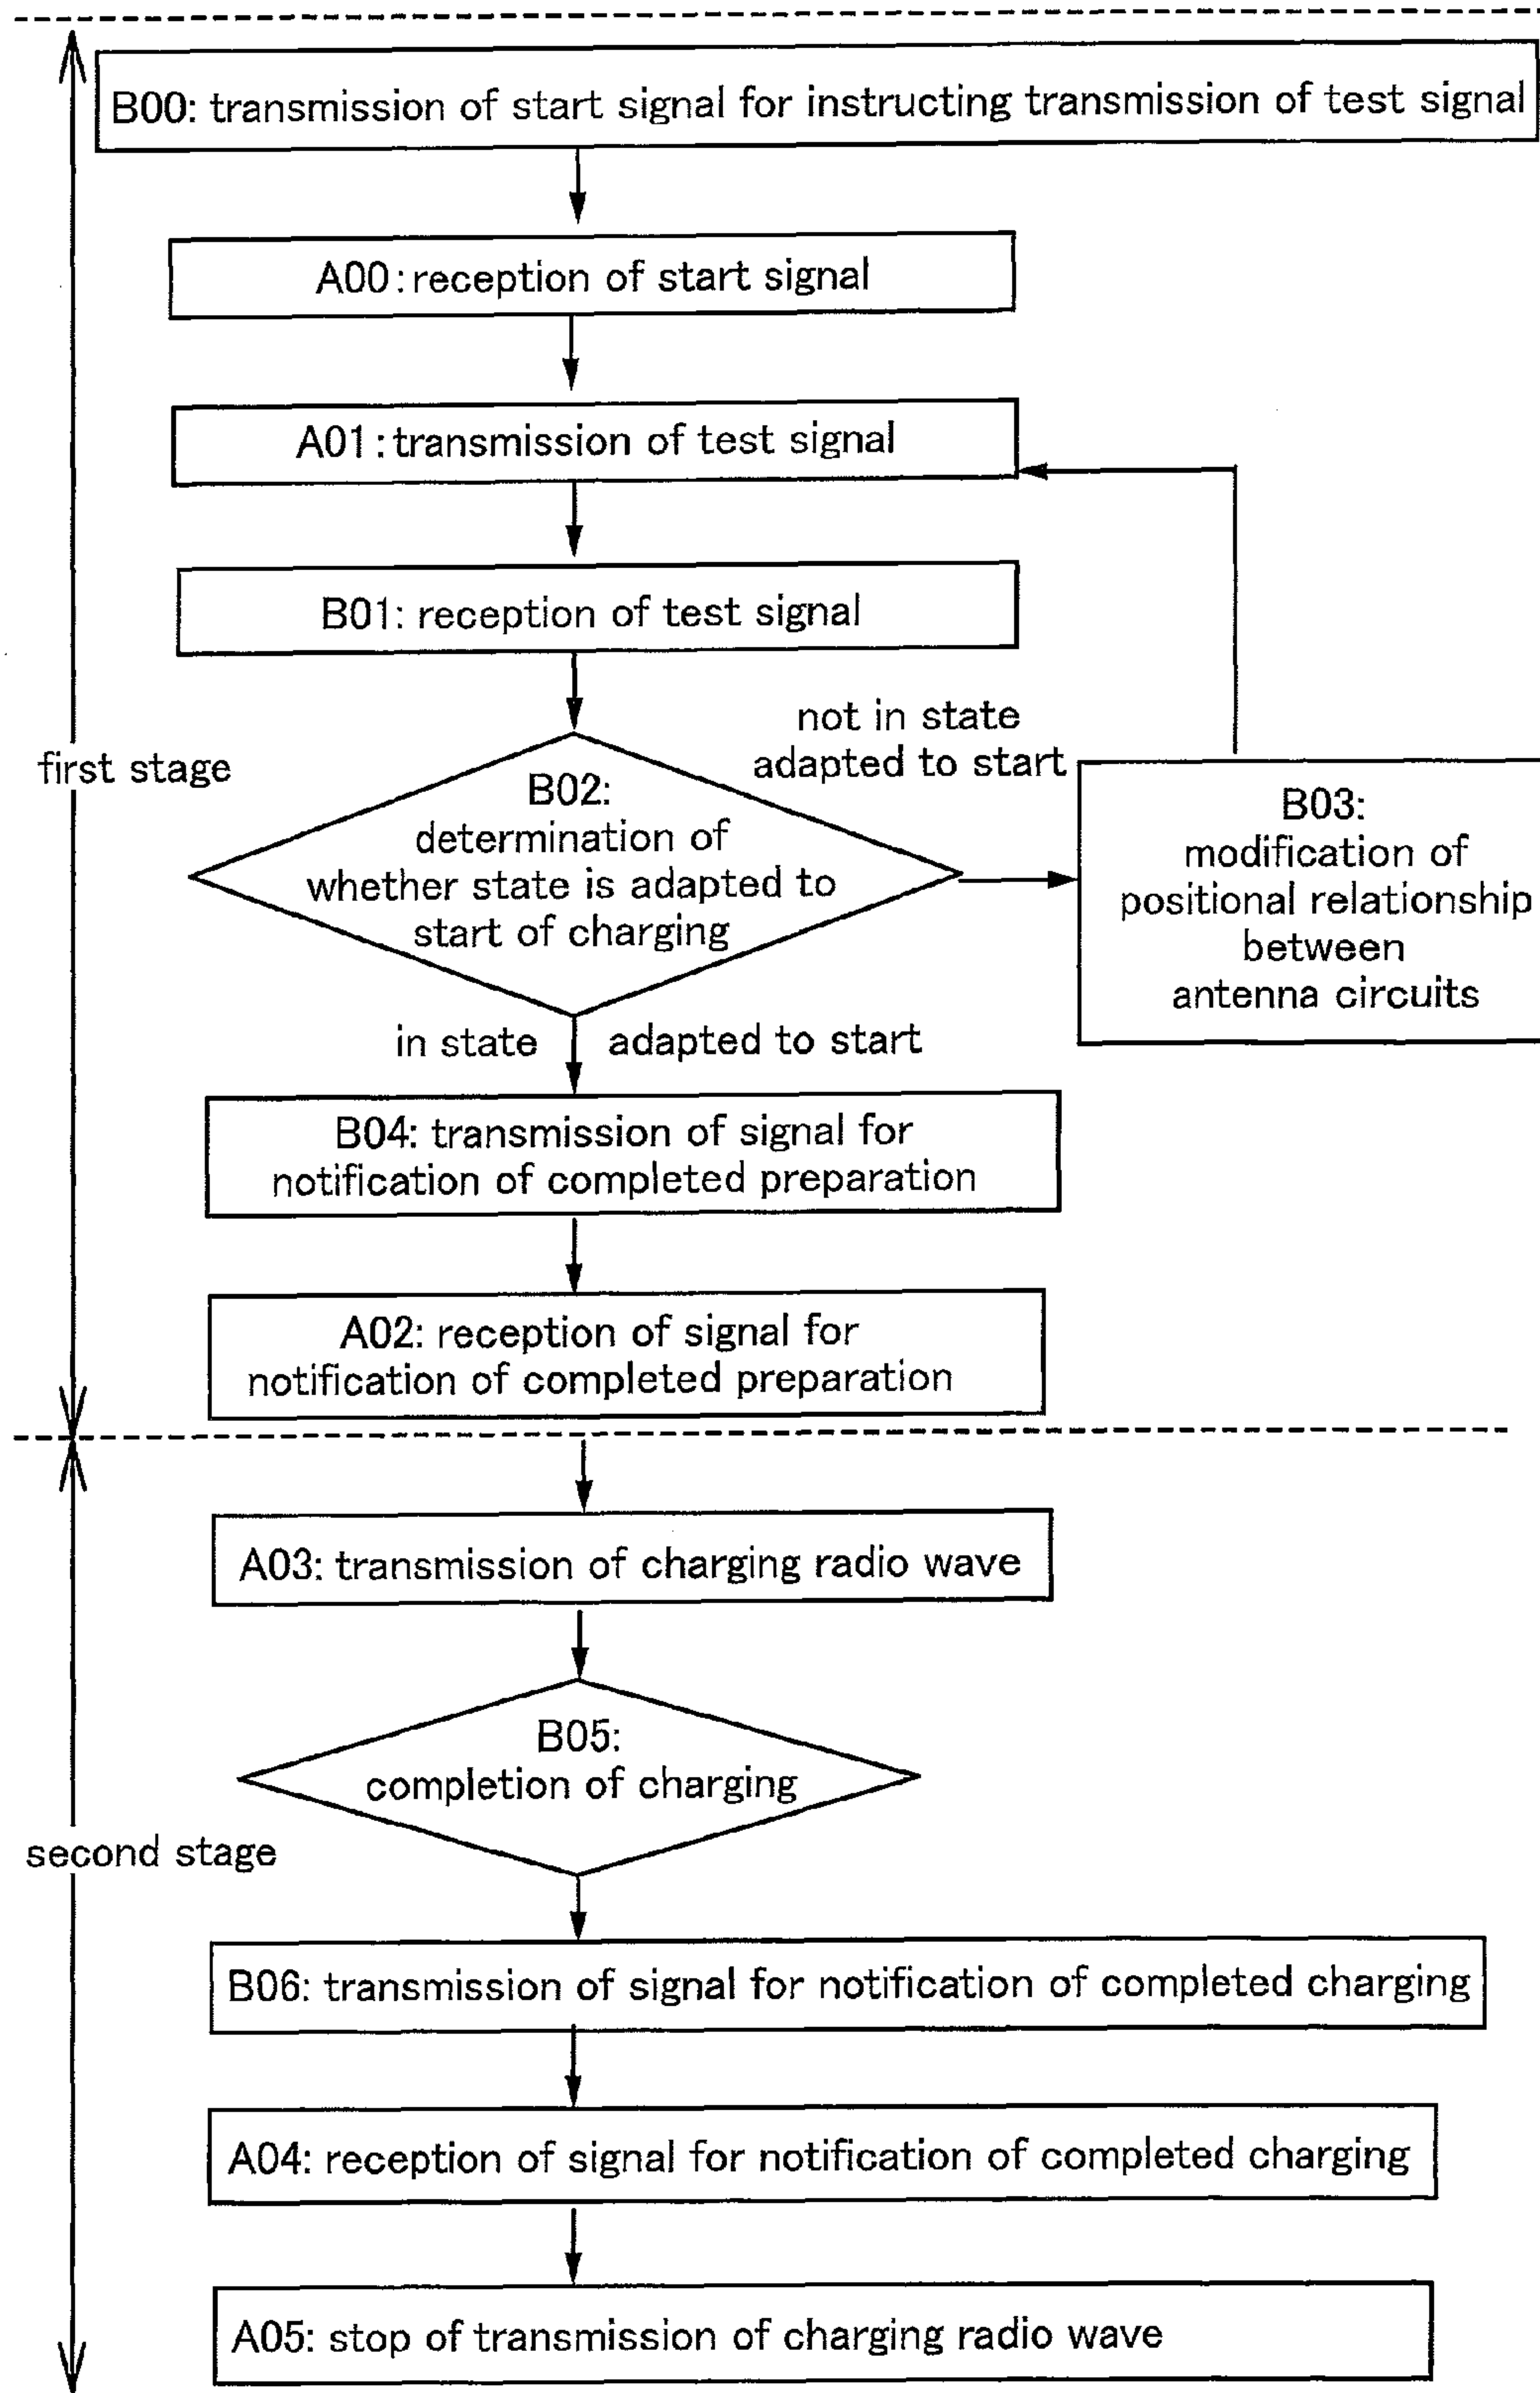 B00: transmission of start signal for instructing transmission of test signal
A00: reception of start signal
A01: transmission of test signal
B01: reception of test signal
not in state
adapted to start
first stage
B02:
determination of
whether state is adapted to
start of charging
B03:
modification of
positional relationship
between
antenna circuits
in state adapted to start
B04: transmission of signal for
notification of completed preparation
A02: reception of signal for
notification of completed preparation
A03: transmission of charging radio wave
B05:
completion of charging
second stage
B06: transmission of signal for notification of completed charging
A04: reception of signal for notification of completed charging
A05: stop of transmission of charging radio wave